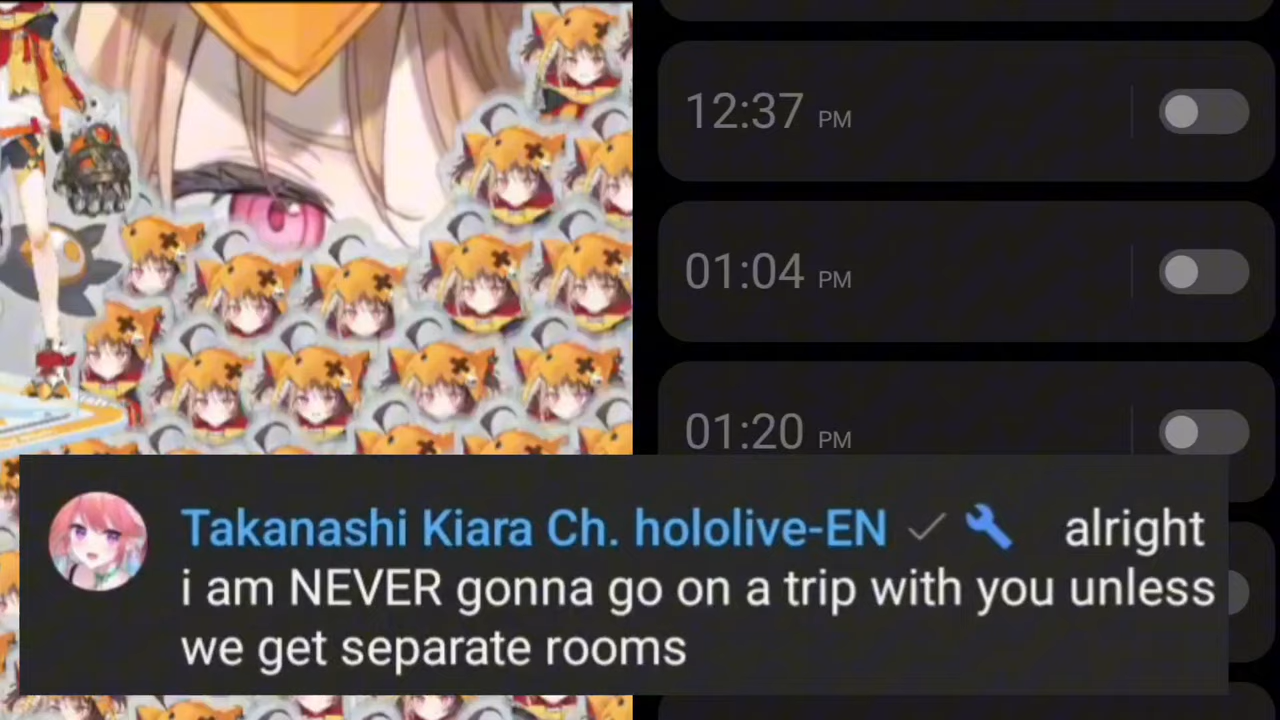 12:37 PM
01:04 PM
01:20 PM
Takanashi Kiara Ch. hololive-EN alright
i am NEVER gonna go on a trip with you unless
we get separate rooms